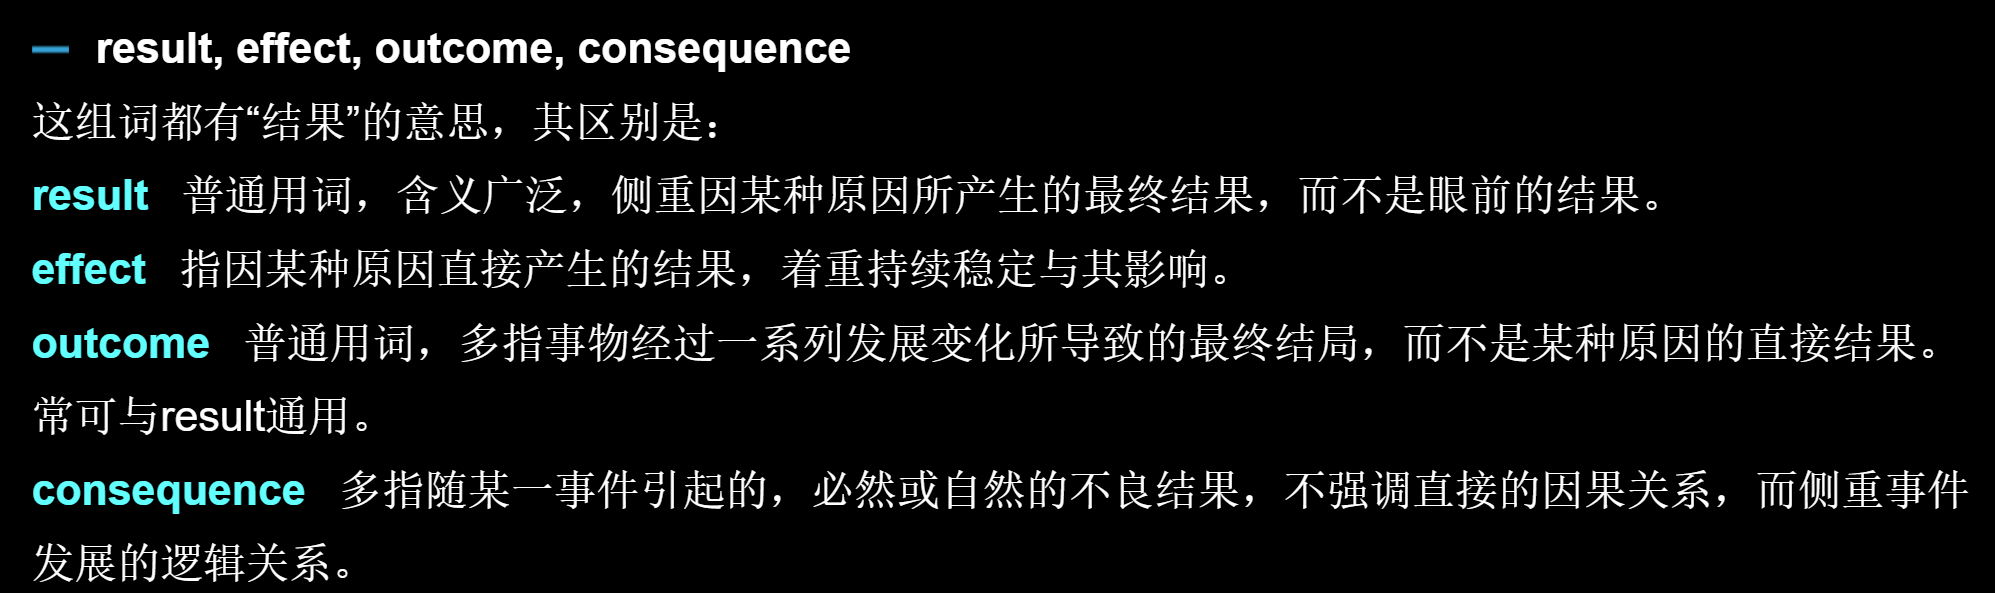 — result, effect, outcome, consequence
这组词都有“结果”的意思，其区别是：
result 普通用词，含义广泛，侧重因某种原因所产生的最终结果，而不是眼前的结果。
effect 指因某种原因直接产生的结果，着重持续稳定与其影响。
outcome 普通用词，多指事物经过一系列发展变化所导致的最终结局，而不是某种原因的直接结果。
常可与result通用。
consequence 多指随某一事件引起的，必然或自然的不良结果，不强调直接的因果关系，而侧重事件
发展的逻辑关系。